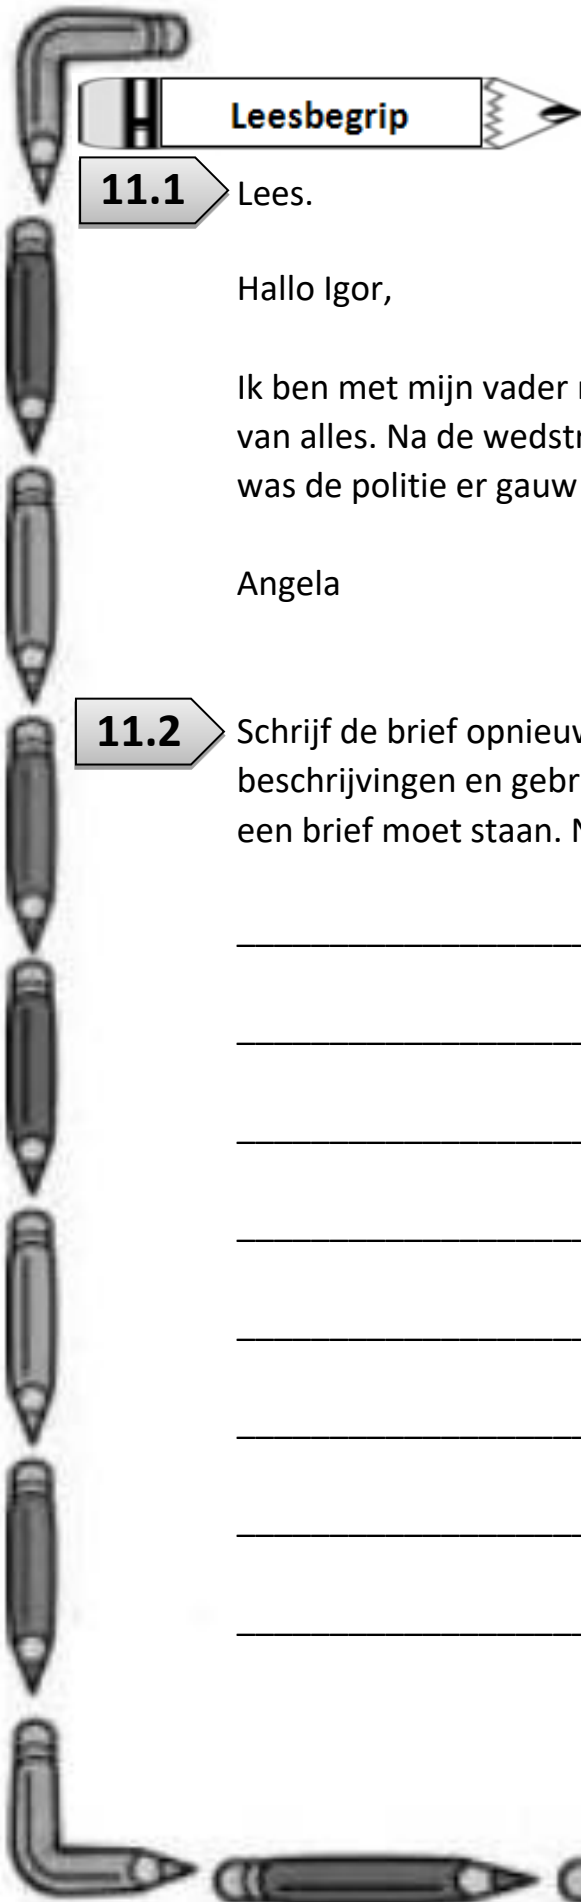 Leesbegrip
11.1 Lees.
Hallo Igor,
Ik ben met mijn vader
van alles. Na de wedstr
was de politie er gauw
Angela
11.2 Schrijf de brief opnieuw
beschrijvingen en gebr
een brief moet staan. N